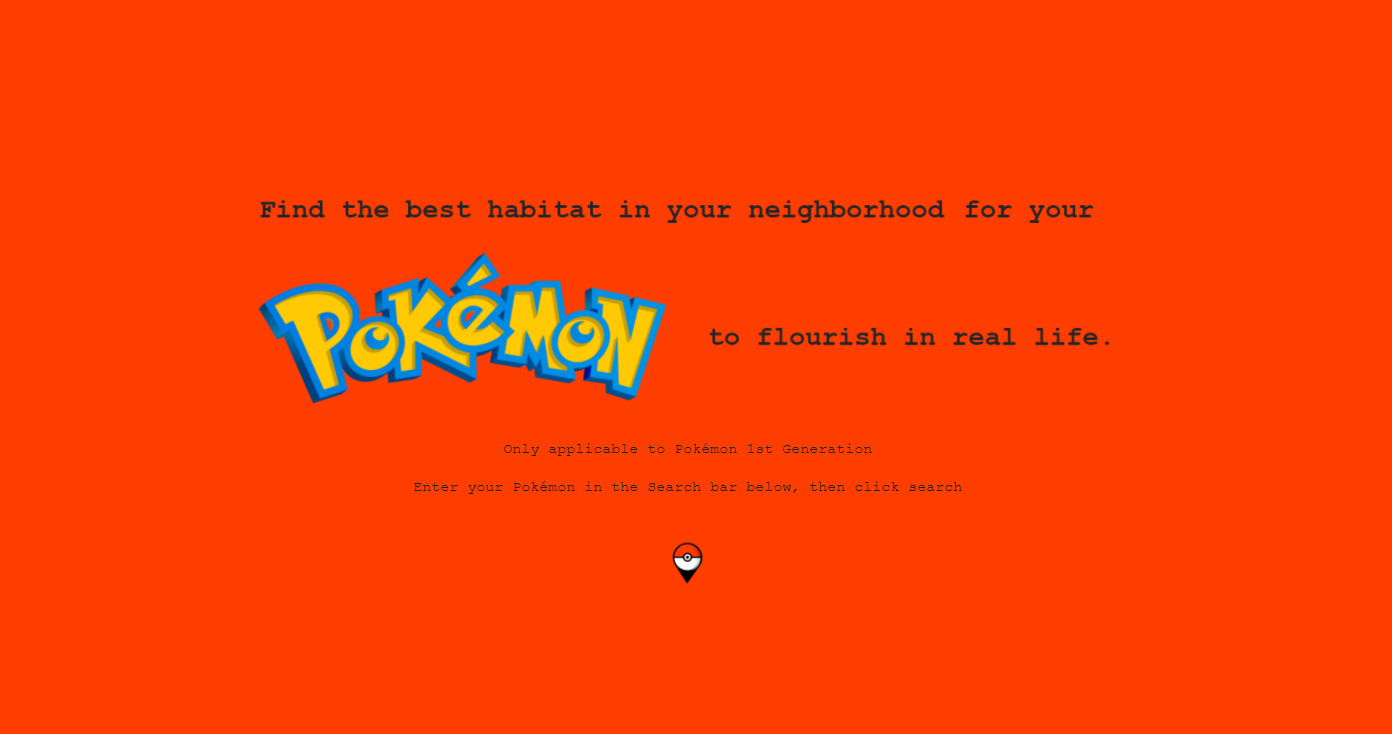 Find the best habitat in your neighborhood for your
Pokémon
to flourish in real life.
Only applicable to Pokémon 1st Generation
Enter your Pokémon in the Search bar below, then click search